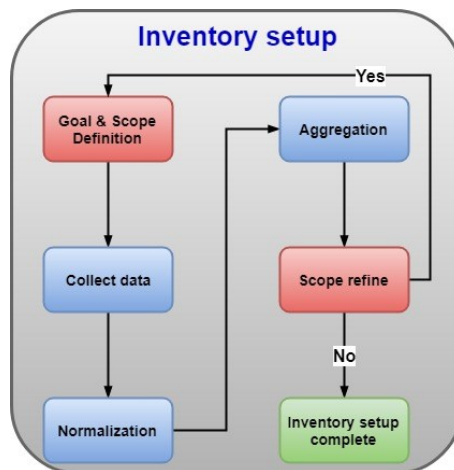 Inventory setup
Yes
Goal & Scope
Definition
Aggregation
Collect data
Scope refine
No
Normalization
Inventory setup
complete